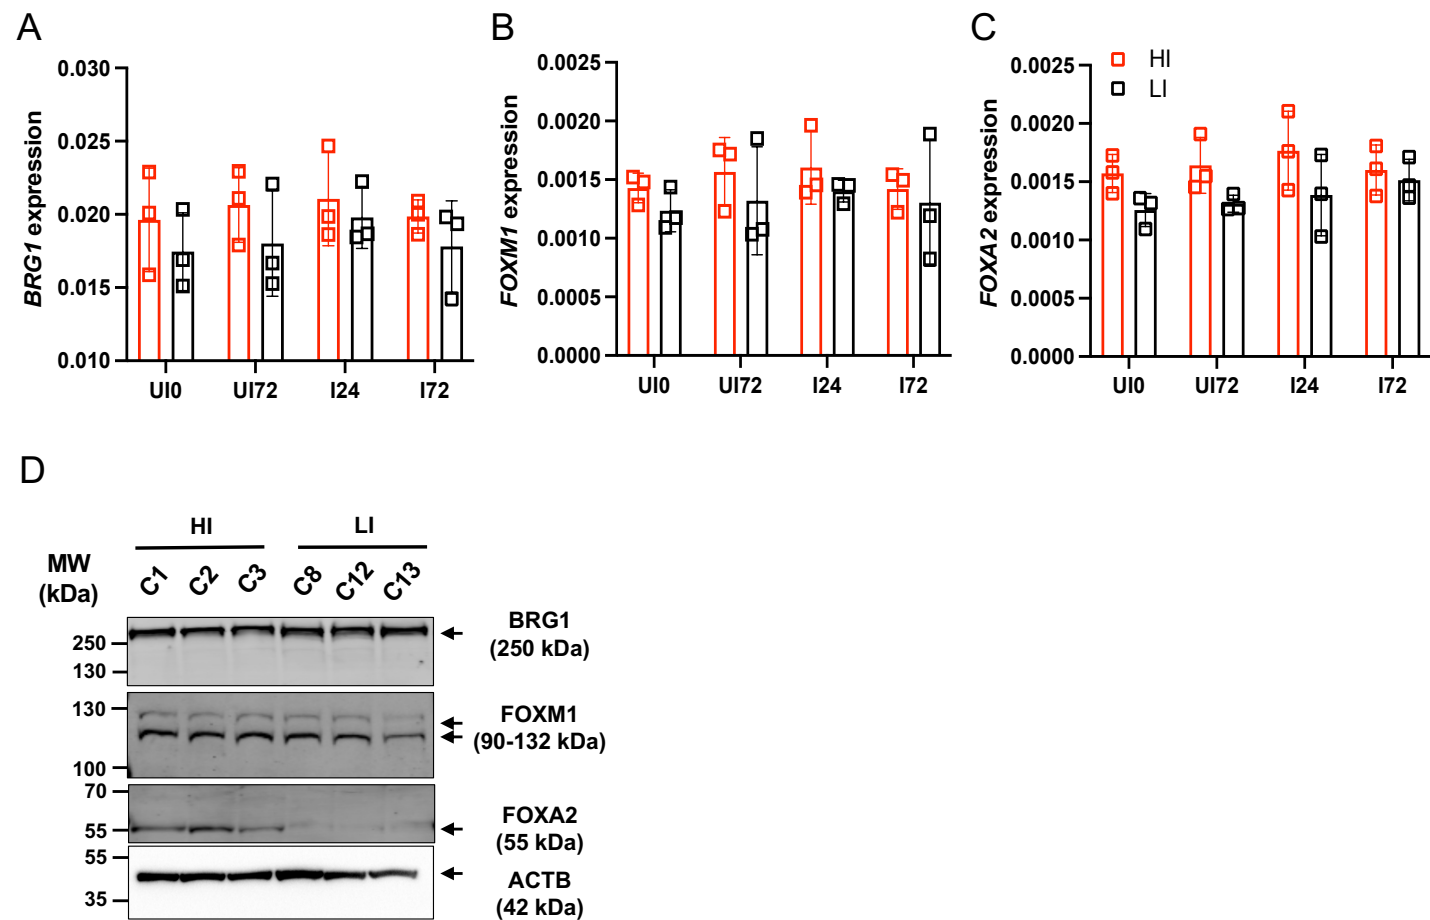 A
BRG1 expression
0.030
0.025
0.020
0.015
0.010
UI0 UI72 I24 I72
B
FOXM1 expression
0.0025
0.0020
0.0015
0.0010
0.0005
0.0000
UI0 UI72 I24 I72
C
FOXA2 expression
0.0025
0.0020
0.0015
0.0010
0.0005
0.0000
UI0 UI72 I24 I72
HI
LI
D
HI LI
MW
(kDa)
C1 C2 C3 C8 C12 C13
250
130
BRG1
(250 kDa)
130
100
FOXM1
(90-132 kDa)
70
55
FOXA2
(55 kDa)
55
35
ACTB
(42 kDa)